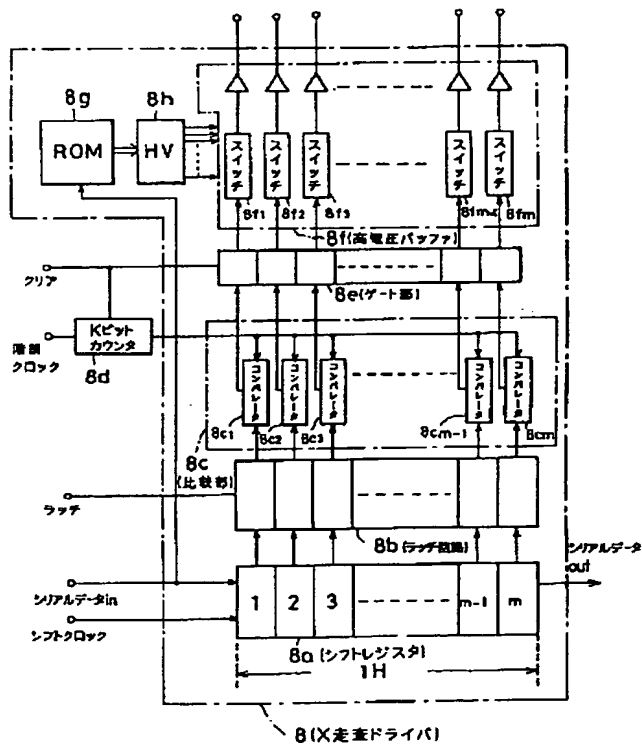 8g
8h
ROM
HV
スイッチ
スイッチ
スイッチ
スイッチ
スイッチ
8f1
8f2
8f3
8fm-1
8fm
8f(高電圧バッファ)
クリア
8e(ゲート部)
Kビット
カウンタ
階調
クロック
8d
コンパレータ
コンパレータ
コンパレータ
コンパレータ
コンパレータ
8c1
8c2
8c3
8cm-1
8cm
8c
(比較部)
ラッチ
8b(ラッチ回路)
シリアルデータ
out
シリアルデータin
シフトクロック
1
2
3
m-1
m
8a(シフトレジスタ)
1H
8(X走査ドライバ)